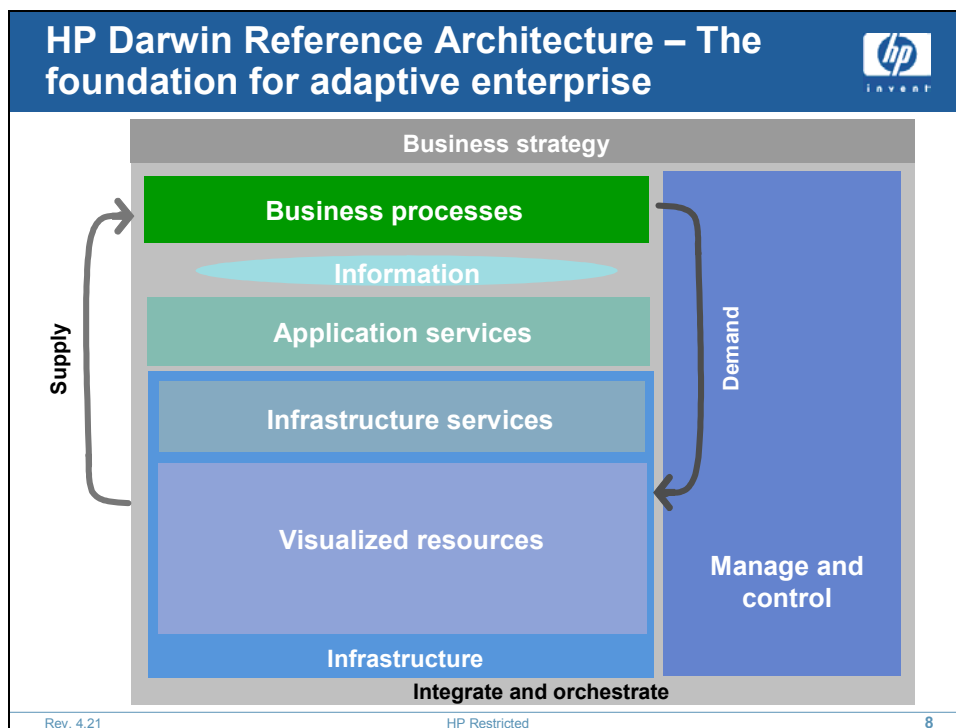 HP Darwin Reference Architecture – The
foundation for adaptive enterprise
hp
invent
Business strategy
Business processes
Information
Application services
Infrastructure services
Visualized resources
Infrastructure
Supply
Demand
Manage and
control
Integrate and orchestrate
Rev. 4.21
HP Restricted
8